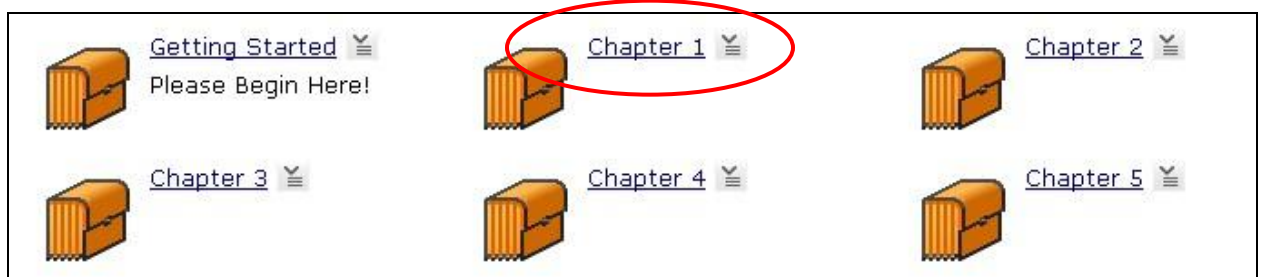 Getting Started
Please Begin Here!
Chapter 1
Chapter 2
Chapter 3
Chapter 4
Chapter 5